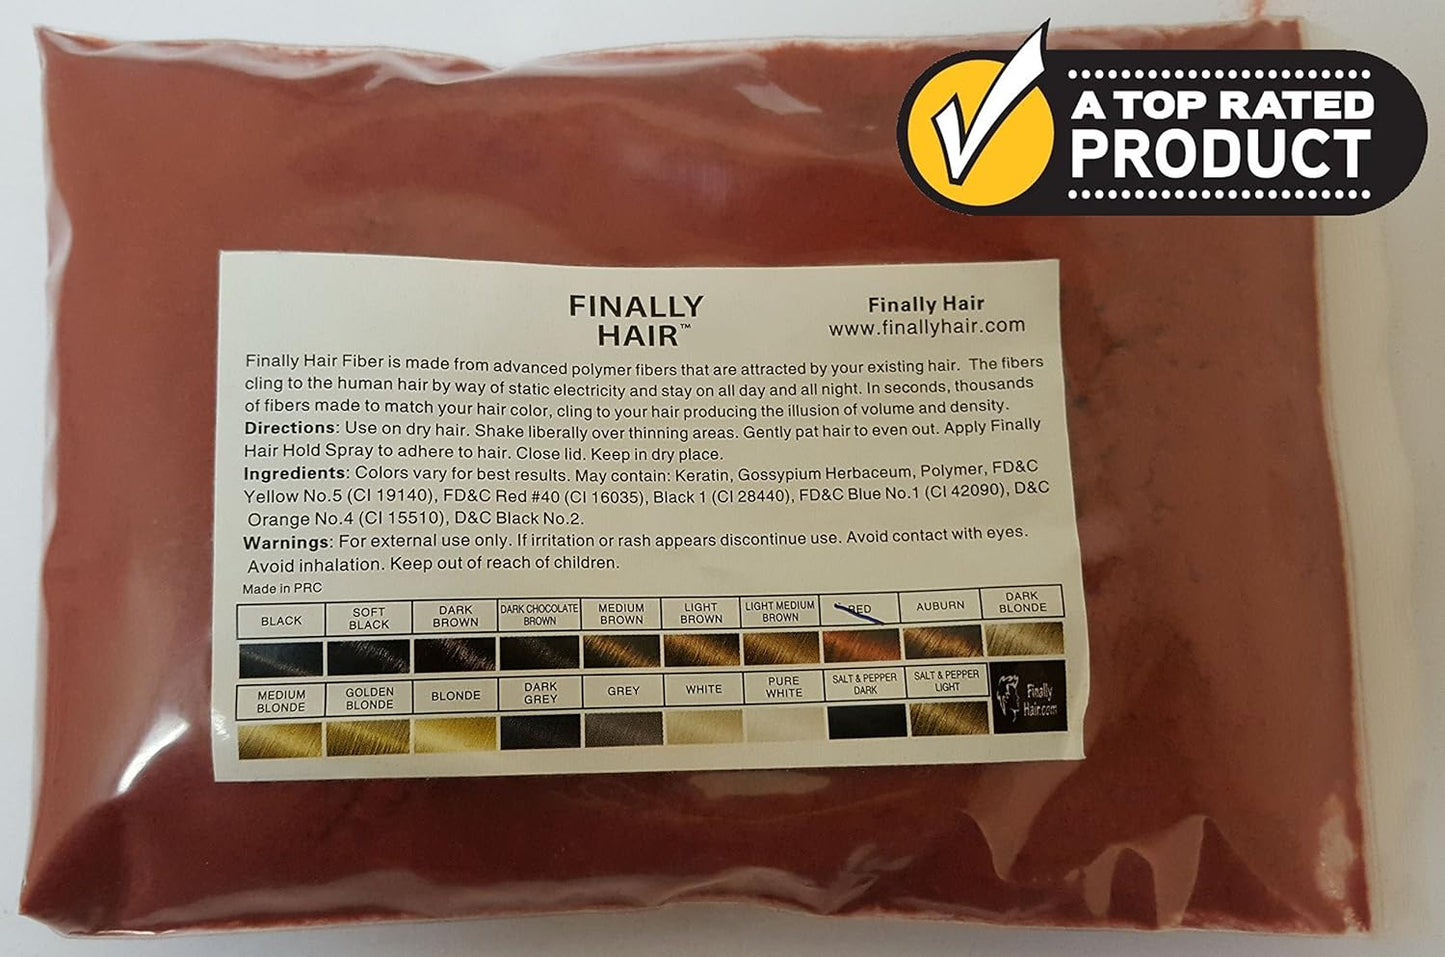 A TOP RATED
PRODUCT
FINALLY
HAIR™
Finally Hair
www.finallyhair.com
Finally Hair Fiber is made from advanced polymer fibers that are attracted by your existing hair. The fibers
cling to the human hair by way of static electricity and stay on all day and all night. In seconds, thousands
of fibers made to match your hair color, cling to your hair producing the illusion of volume and density.
Directions: Use on dry hair. Shake liberally over thinning areas. Gently pat hair to even out. Apply Finally
Hair Hold Spray to adhere to hair. Close lid. Keep in dry place.
Ingredients: Colors vary for best results. May contain: Keratin, Gossypium Herbaceum, Polymer, FD&C
Yellow No.5 (CI 19140), FD&C Red #40 (CI 16035), Black 1 (CI 28440), FD&C Blue No.1 (CI 42090), D&C
Orange No.4 (CI 15510), D&C Black No.2.
Warnings: For external use only. If irritation or rash appears discontinue use. Avoid contact with eyes.
Avoid inhalation. Keep out of reach of children.
Made in PRC
BLACK
SOFT
BLACK
DARK
BROWN
DARK CHOCOLATE
BROWN
MEDIUM
BROWN
LIGHT
BROWN
LIGHT MEDIUM
BROWN
RED
AUBURN
DARK
BLONDE
MEDIUM
BLONDE
GOLDEN
BLONDE
BLONDE
DARK
GREY
GREY
WHITE
PURE
WHITE
SALT & PEPPER
DARK
SALT & PEPPER
LIGHT
Finally
Hair.com